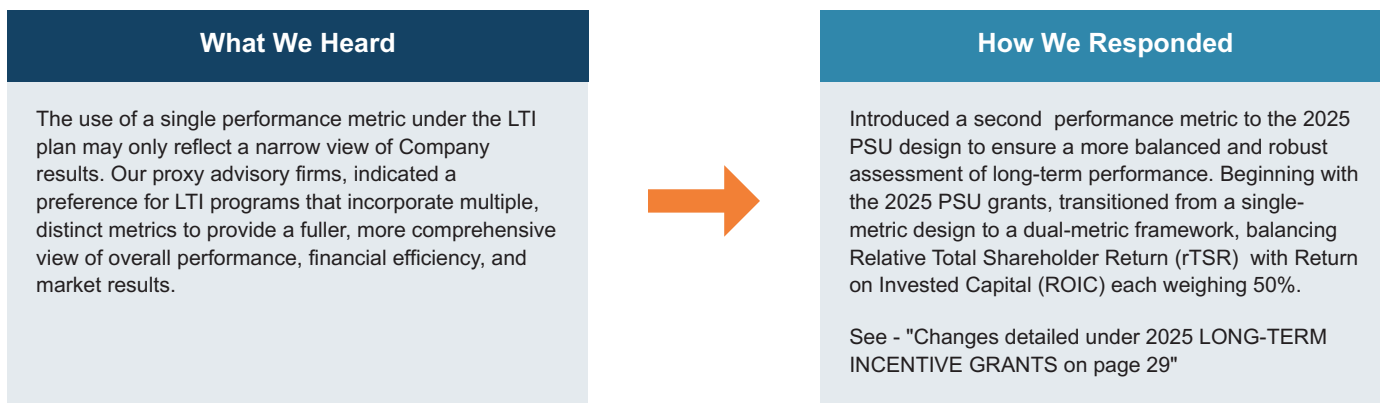 What We Heard
The use of a single performance metric under the LTI
plan may only reflect a narrow view of Company
results. Our proxy advisory firms, indicated a
preference for LTI programs that incorporate multiple,
distinct metrics to provide a fuller, more comprehensive
view of overall performance, financial efficiency, and
market results.
How We Responded
Introduced a second  performance metric to the 2025
PSU design to ensure a more balanced and robust
assessment of long-term performance. Beginning with
the 2025 PSU grants, transitioned from a single-
metric design to a dual-metric framework, balancing
Relative Total Shareholder Return (rTSR)  with Return
on Invested Capital (ROIC) each weighing 50%.
See - "Changes detailed under 2025 LONG-TERM
INCENTIVE GRANTS on page 29"